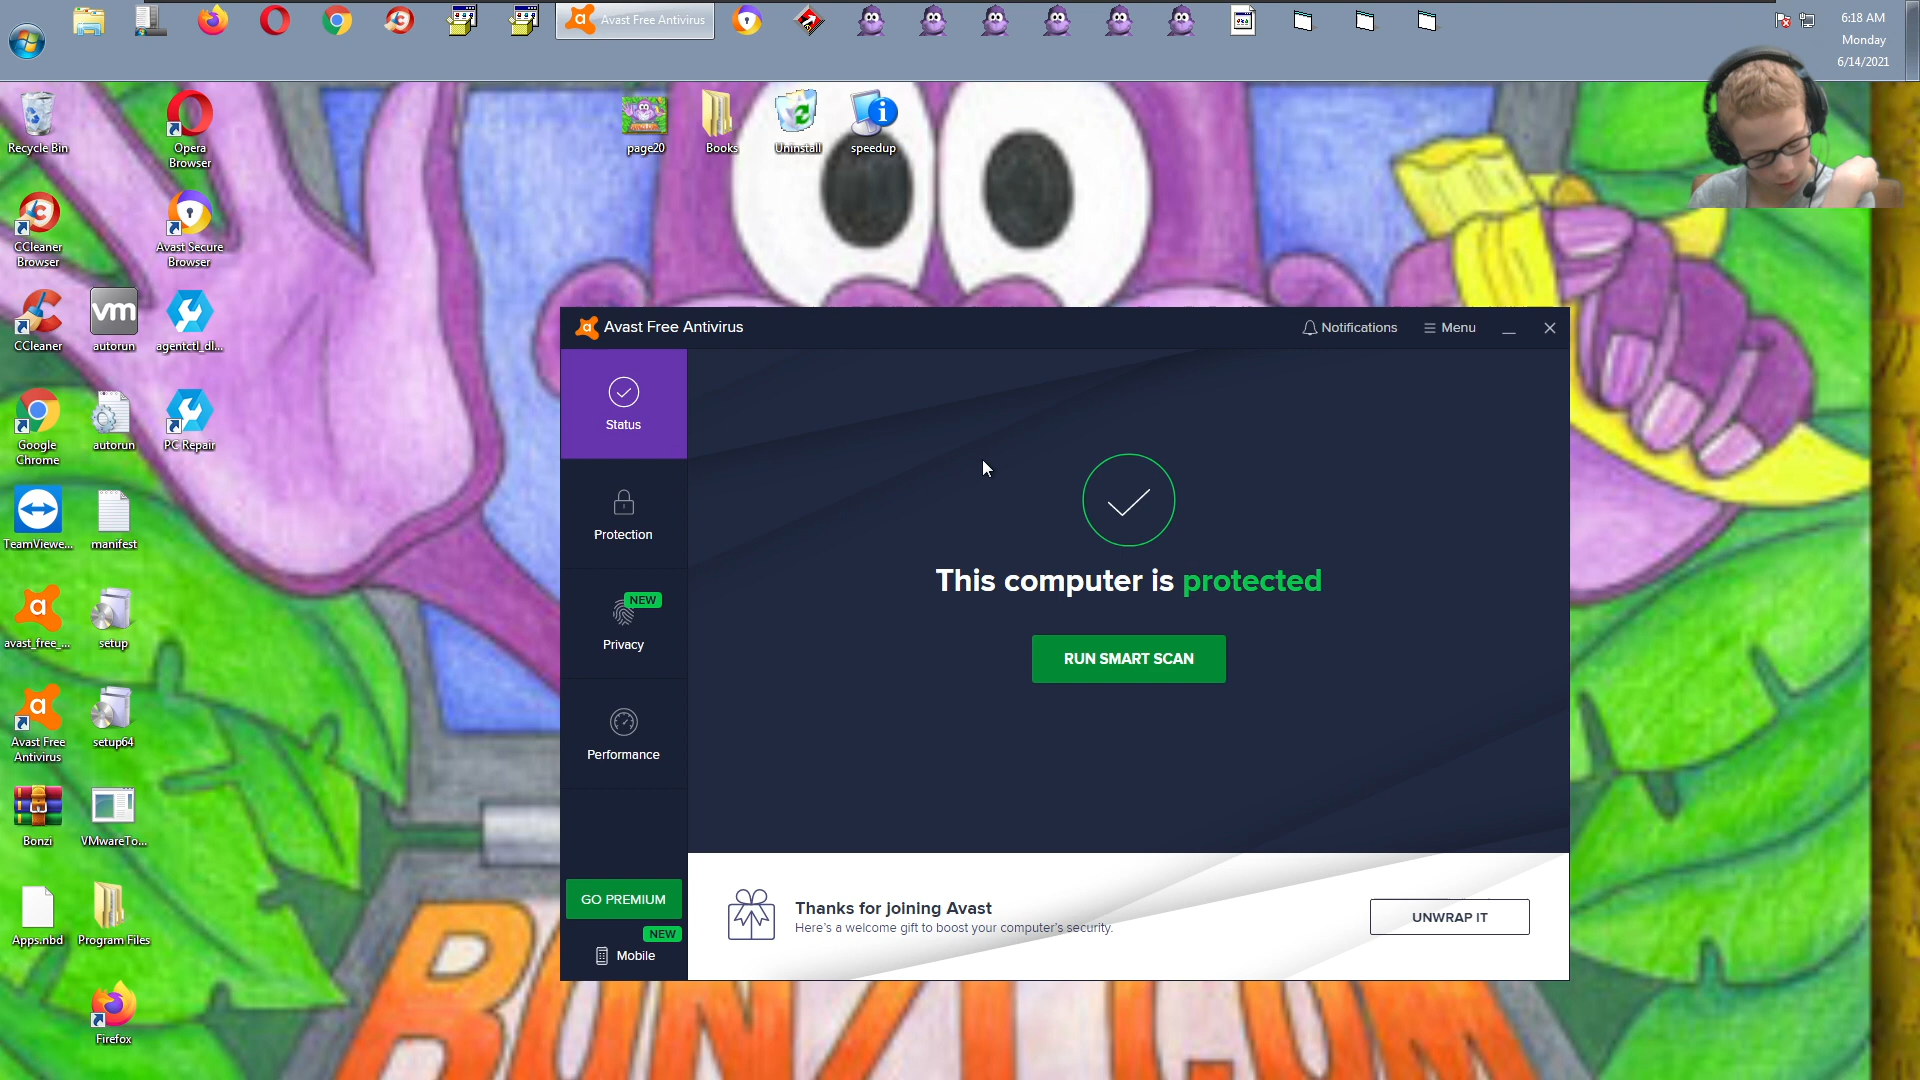 Avast Free Antivirus
6:18 AM
Monday
6/14/2021
Recycle Bin
Opera
Browser
page20
Books
Uninstall
speedup
CCleaner
Browser
Avast Secure
Browser
CCleaner
autorun
agentctl_dl...
Google
Chrome
autorun
PC Repair
TeamViewe...
manifest
avast_free_...
setup
Avast Free
Antivirus
setup64
Bonzi
VMwareTo...
Apps.nbd
Program Files
Firefox
vm
Avast Free Antivirus
Notifications
Menu
Status
Protection
NEW
Privacy
Performance
GO PREMIUM
NEW
Mobile
This computer is protected
RUN SMART SCAN
Thanks for joining Avast
Here's a welcome gift to boost your computer's security.
UNWRAP IT
BONZI.COM